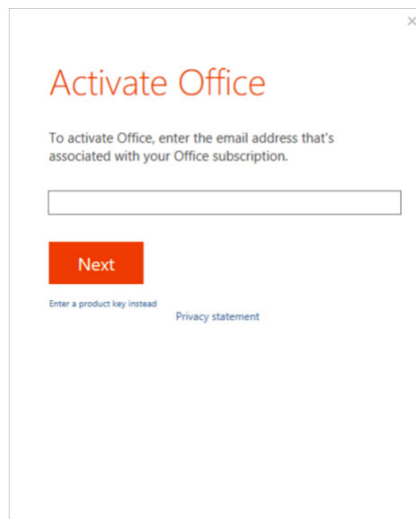 Activate Office
To activate Office, enter the email address that's
associated with your Office subscription.
Next
Enter a product key instead
Privacy statement